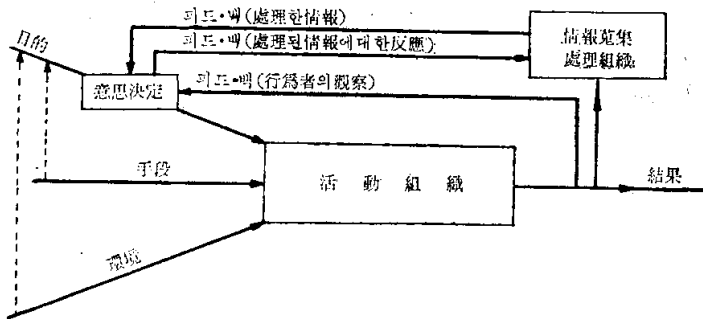 피드·백(處理한情報)
目的
피드·백(處理된情報에대한反應)
情報蒐集
處理組織
意思決定
피드·백(行爲者의觀察)
手段
活動組織
結果
環境